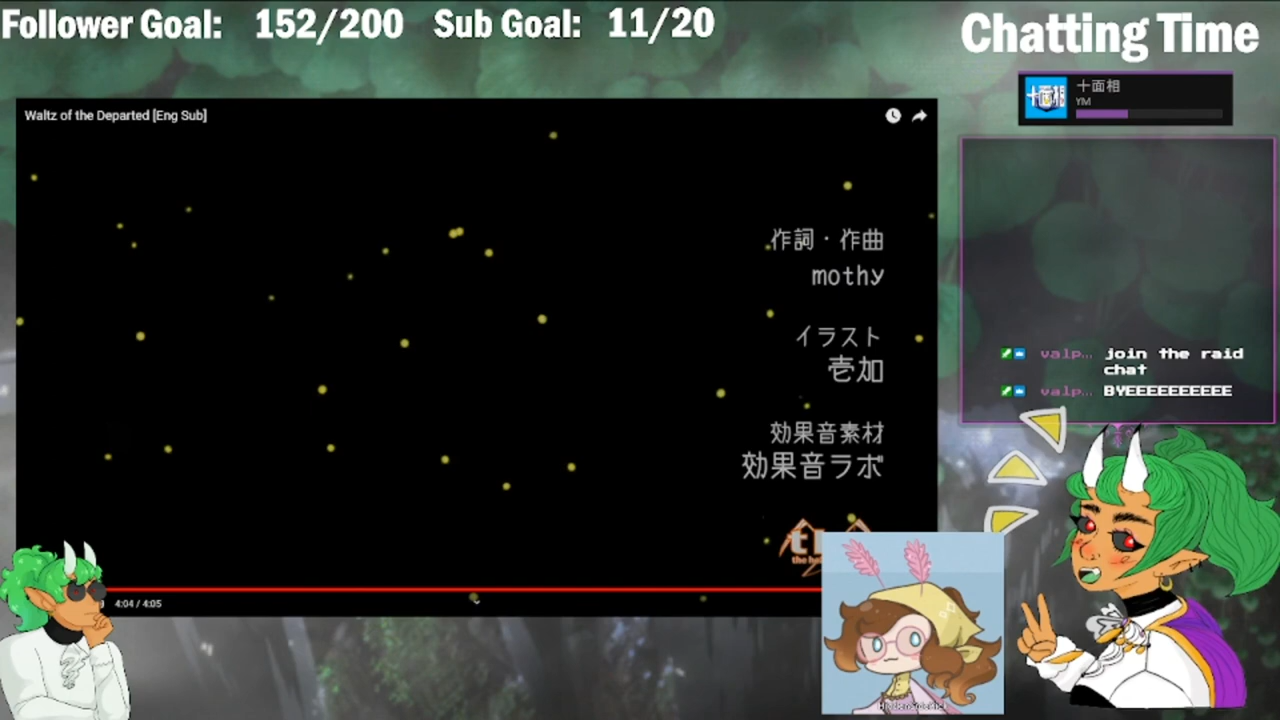 Follower Goal: 152/200 Sub Goal: 11/20
Chatting Time
十面相
YM
Waltz of the Departed [Eng Sub]
作詞・作曲
mothy
イラスト
壱加
効果音素材
効果音ラボ
valp... join the raid
chat
valp... BYEEEEEEEEEE
4:04 / 4:05